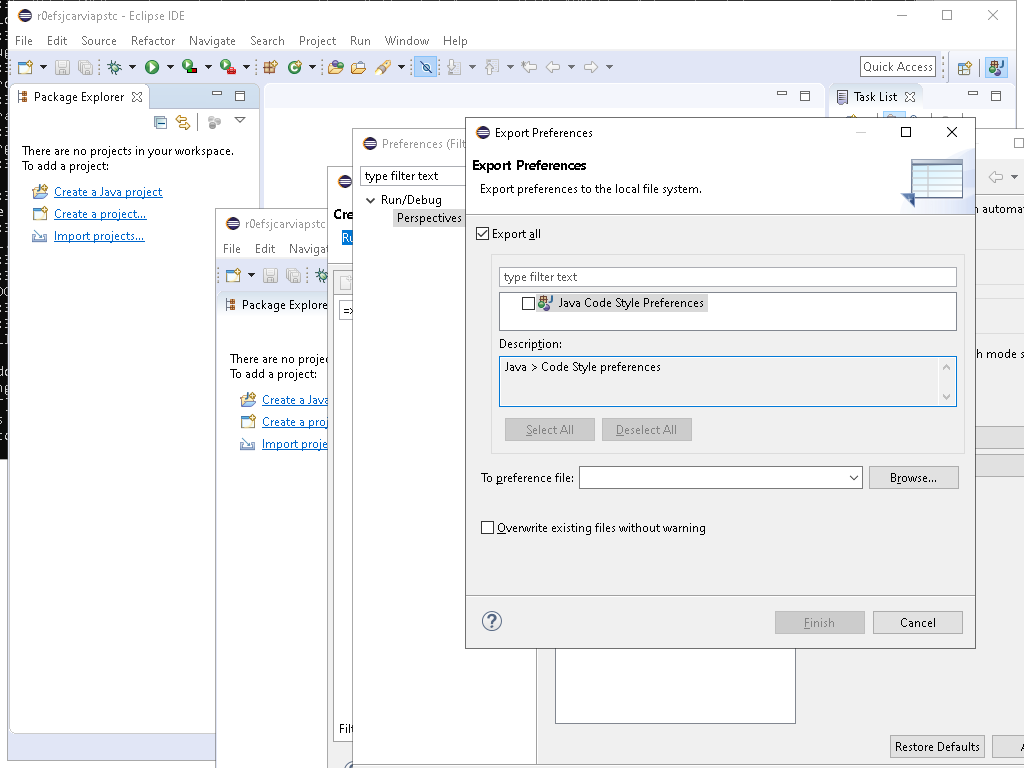 r0efsjcarviapstc - Eclipse IDE
File Edit Source Refactor Navigate Search Project Run Window Help
Quick Access
Package Explorer
Task List
There are no projects in your workspace.
To add a project:
Create a Java project
Create a project...
Import projects...
r0efsjcarviapstc
File Edit Navigat
Package Explore
There are no projec
To add a project:
Create a Java
Create a proj
Import proje
Cre
Ru
=>
Filt
Preferences (Filt
type filter text
Run/Debug
Perspectives
Export Preferences
Export Preferences
Export preferences to the local file system.
Export all
type filter text
Java Code Style Preferences
Description:
Java > Code Style preferences
Select All Deselect All
To preference file: Browse...
Overwrite existing files without warning
Finish Cancel
automa
h mode s
Restore Defaults